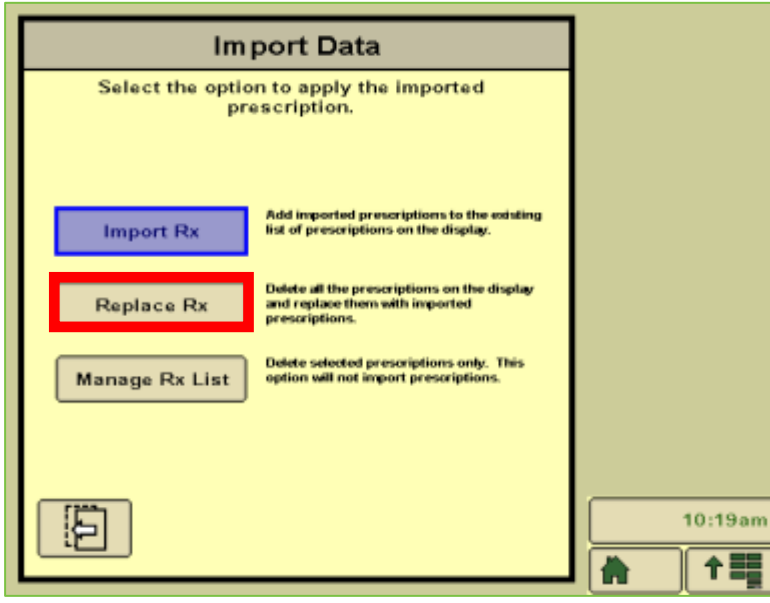 Import Data
Select the option to apply the imported
prescription.
Import Rx
Add imported prescriptions to the existing
list of prescriptions on the display.
Replace Rx
Delete all the prescriptions on the display
and replace them with imported
prescriptions.
Manage Rx List
Delete selected prescriptions only. This
option will not import prescriptions.
10:19am